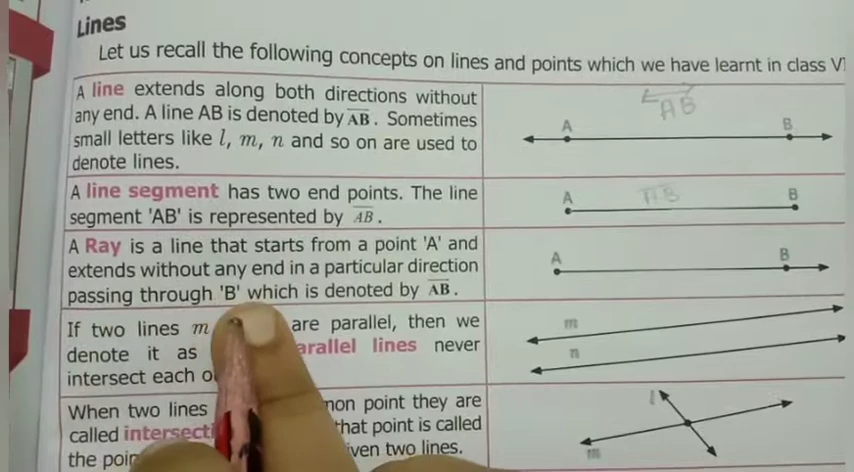 Lines
Let us recall the following concepts on lines and points which we have learnt in class V
A line extends along both directions without
any end. A line AB is denoted by AB. Sometimes
small letters like l, m, n and so on are used to
denote lines.
AB
A B
A line segment has two end points. The line
segment 'AB' is represented by AB.
A B
A Ray is a line that starts from a point 'A' and
extends without any end in a particular direction
passing through 'B' which is denoted by AB.
A B
If two lines m are parallel, then we
denote it as arallel lines never
intersect each o
m
n
When two lines mon point they are
called intersecti that point is called
the poin iven two lines.
l
m